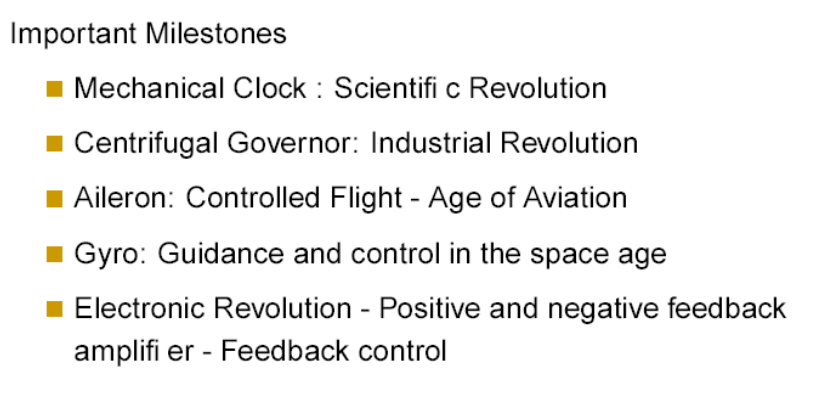 Important Milestones
Mechanical Clock : Scientifi c Revolution
Centrifugal Governor: Industrial Revolution
Aileron: Controlled Flight - Age of Aviation
Gyro: Guidance and control in the space age
Electronic Revolution - Positive and negative feedback
amplifi er - Feedback control